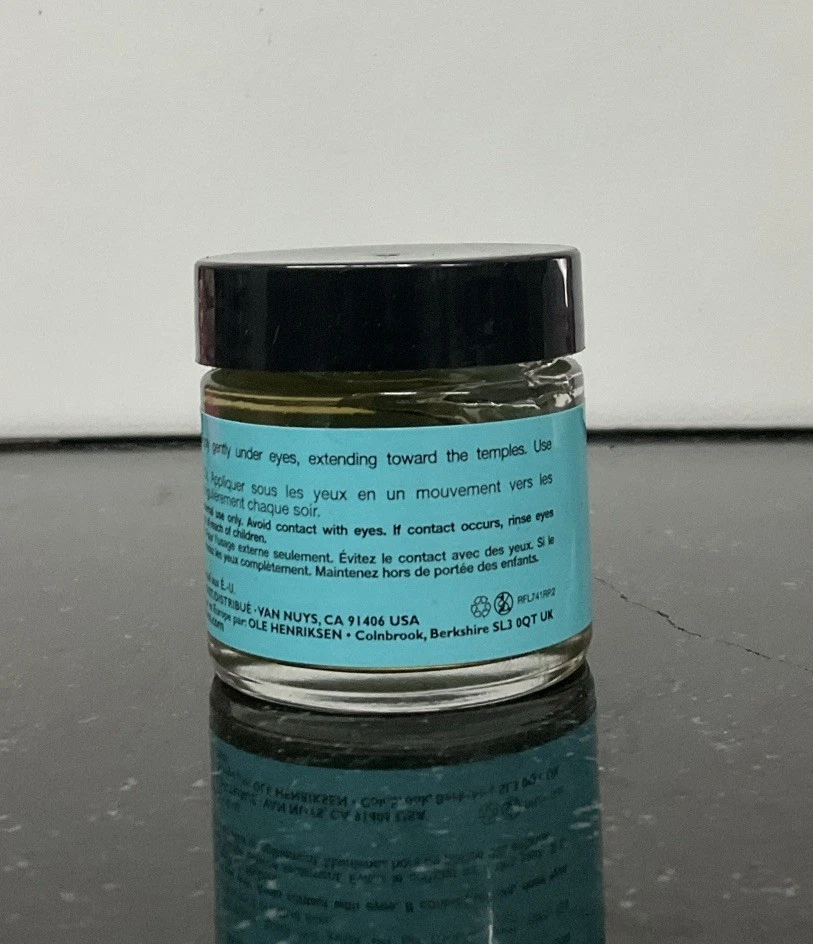 gently under eyes, extending toward the temples. Use
Appliquer sous les yeux en un mouvement vers les
chaque soir.
use only. Avoid contact with eyes. If contact occurs, rinse eyes
reach of children.
usage externe seulement. Évitez le contact avec des yeux. Si le
les yeux complètement. Maintenez hors de portée des enfants.
É.-U.
DISTRIBUÉ • VAN NUYS, CA 91406 USA
Europe par: OLE HENRIKSEN • Colnbrook, Berkshire SL3 0QT UK
RFL741RP2